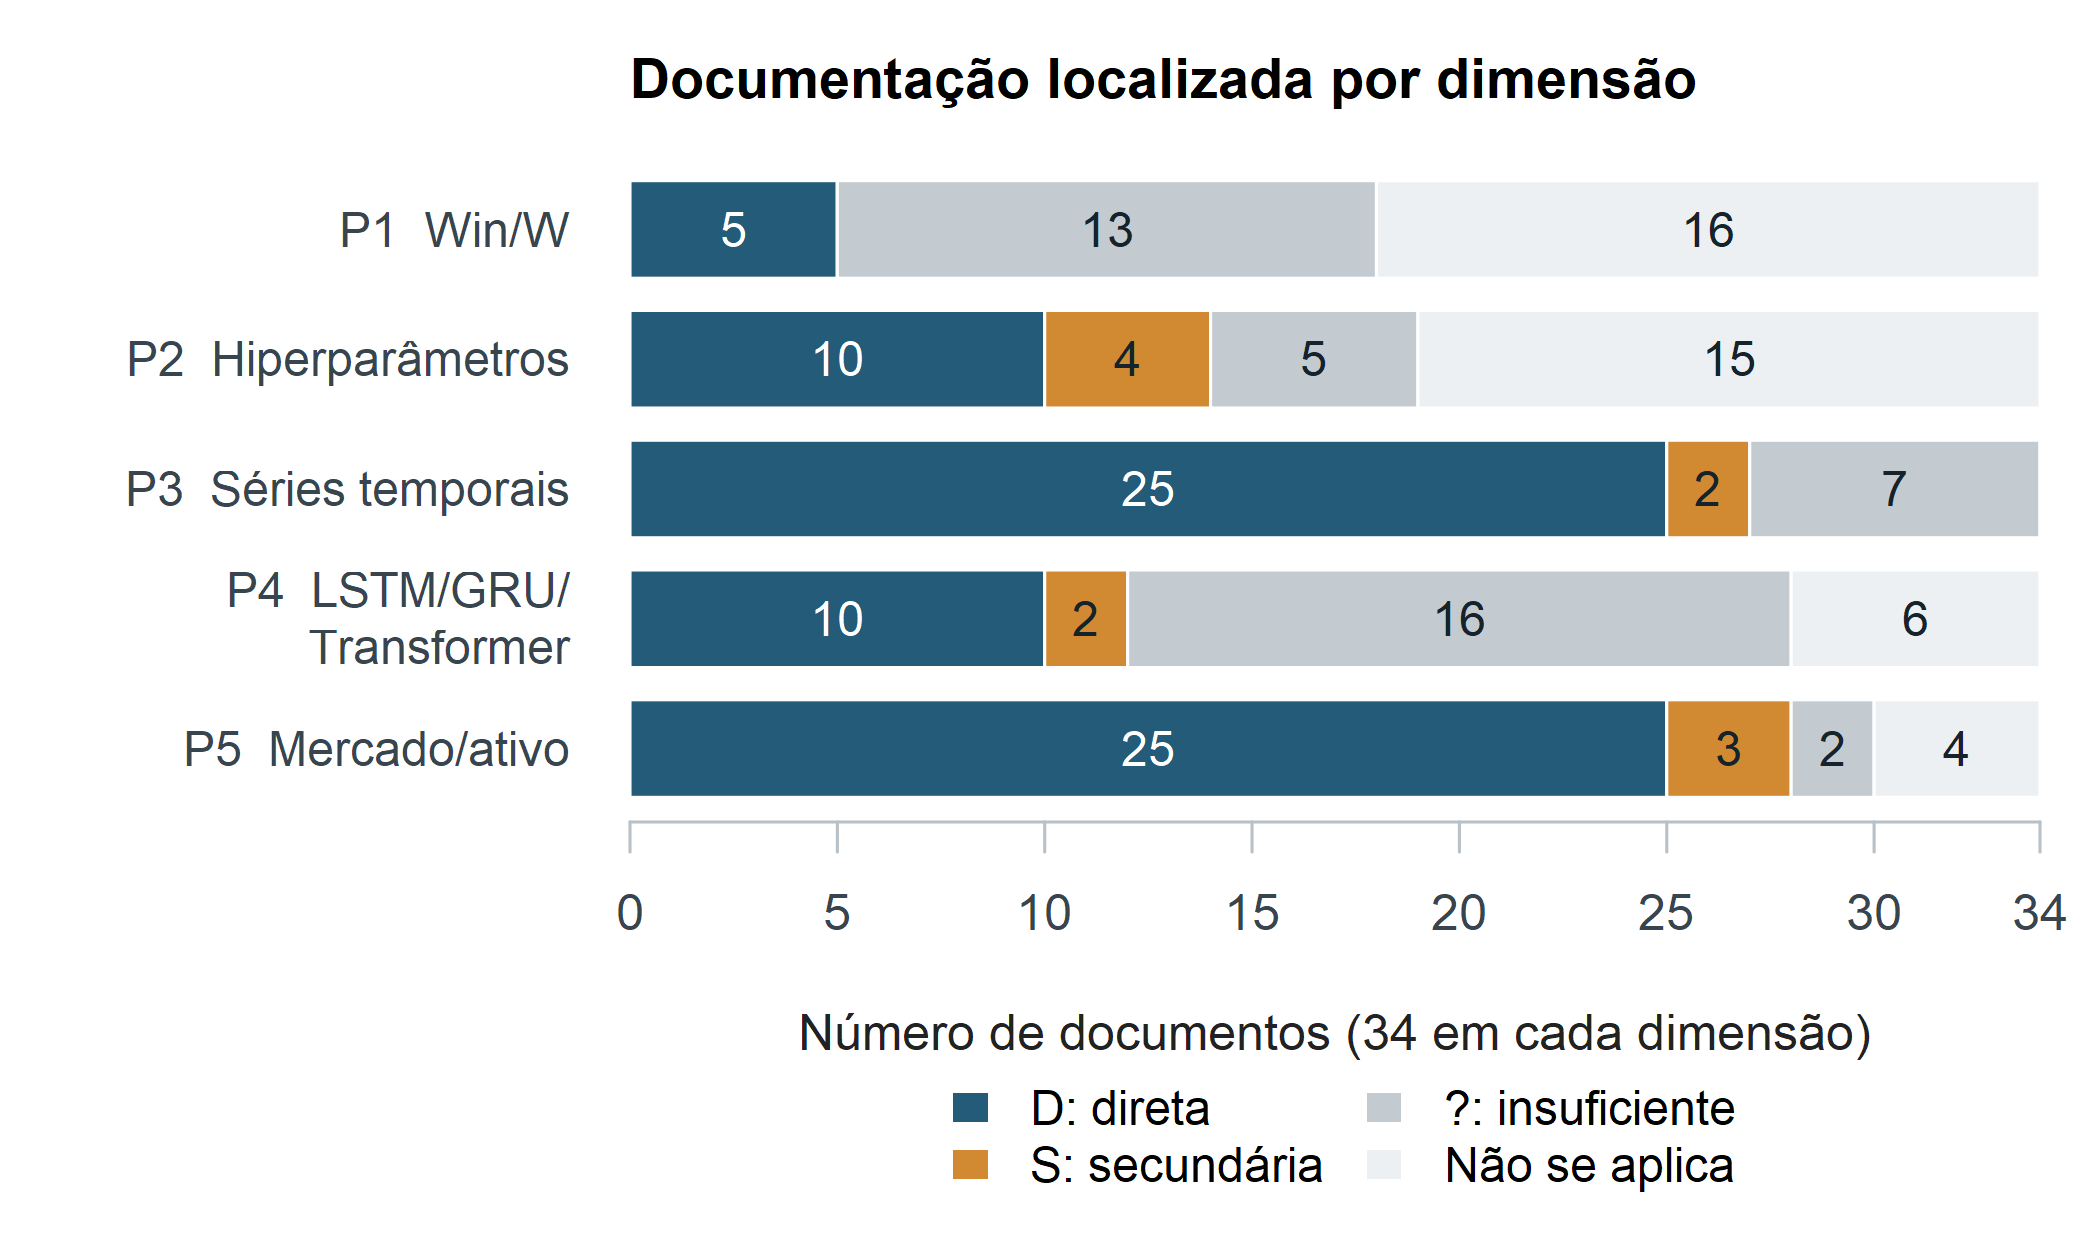 Documentação localizada por dimensão
P1 Win/W
5 13 16
P2 Hiperparâmetros
10 4 5 15
P3 Séries temporais
25 2 7
P4 LSTM/GRU/
Transformer
10 2 16 6
P5 Mercado/ativo
25 3 2 4
0 5 10 15 20 25 30 34
Número de documentos (34 em cada dimensão)
D: direta
?: insuficiente
S: secundária
Não se aplica